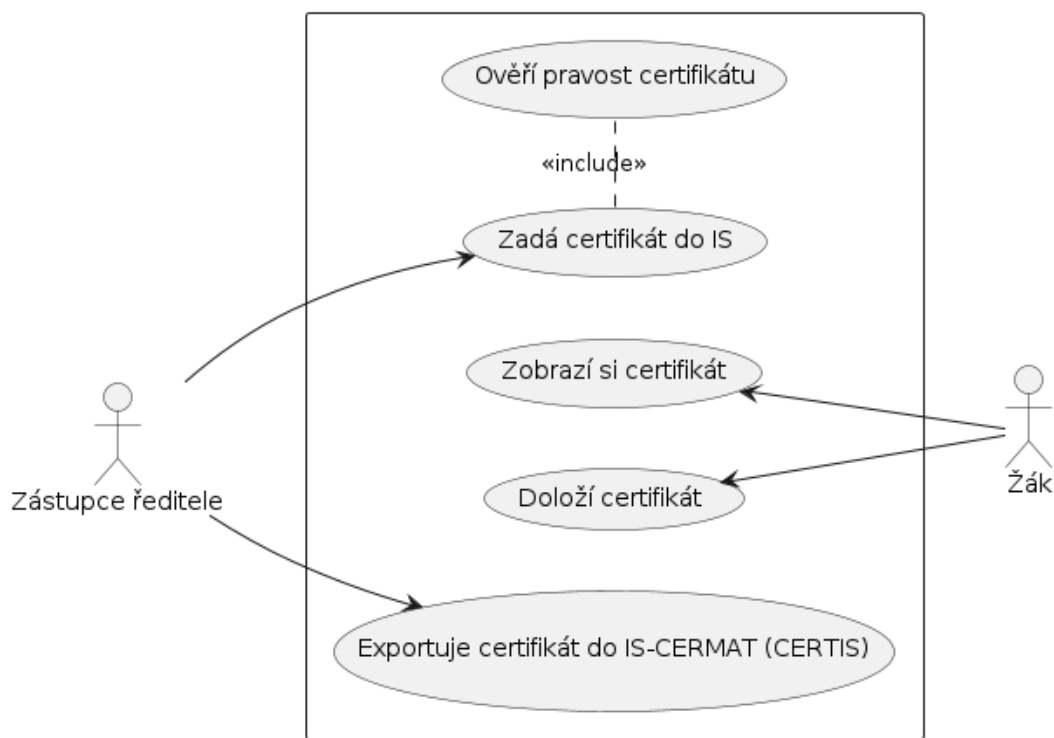 Ověří pravost certifikátu
«include»
Zadá certifikát do IS
Zobrazí si certifikát
Doloží certifikát
Exportuje certifikát do IS-CERMAT (CERTIS)
Zástupce ředitele
Žák